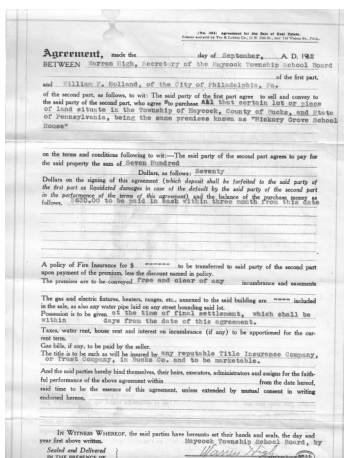 (No. 404) Agreement for the Sale of Real Estate.
Agreement, made the day of September, A. D. 19
BETWEEN Warren High, Secretary of the Haycock Township School Board
of the first part,
and William F. Holland, of the City of Philadelphia, Pa.
of the second part, as follows, to wit: The said party of the first part agree to sell and convey to
the said party of the second part, who agree to purchase All that certain lot or piece
of land situate in the Township of Haycock, County of Bucks, and State
of Pennsylvania, being the same premises known as "Hickory Grove School
House"
on the terms and conditions following to wit:—The said party of the second part agrees to pay for
the said property the sum of Seven Hundred
Dollars, as follows: Seventy
Dollars on the signing of this agreement (which deposit shall be forfeited to the said party of
the first part as liquidated damages in case of the default by the said party of the second part
in the performance of the terms of this agreement) and the balance of the purchase money as
follows, $630.00 to be paid in cash within three month from this date
A policy of Fire Insurance for $ ------ to be transferred to said party of the second part
upon payment of the premium, less the discount named in policy.
The premises are to be conveyed free and clear of any incumbrance and easements
The gas and electric fixtures, heaters, ranges, etc., annexed to the said building are ---- included
in the sale, as also any water pipe laid on any street bounding said lot.
Possession is to be given at the time of final settlement, which shall be
within days from the date of this agreement.
Taxes, water rent, house rent and interest on incumbrance (if any) to be apportioned for the cur-
rent term.
Gas bills, if any, to be paid by the seller.
The title is to be such as will be insured by any reputable Title Insurance Company,
or Trust Company, in Bucks Co. and to be marketable.
And the said parties hereby bind themselves, their heirs, executors, administrators and assigns for the faith-
ful performance of the above agreement within from the date hereof,
said time to be the essence of this agreement, unless extended by mutual consent in writing
endorsed hereon.
IN WITNESS WHEREOF, the said parties have hereunto set their hands and seals, the day and
year first above written. Haycock Township School Board, by
Sealed and Delivered Warren High
IN THE PRESENCE OF